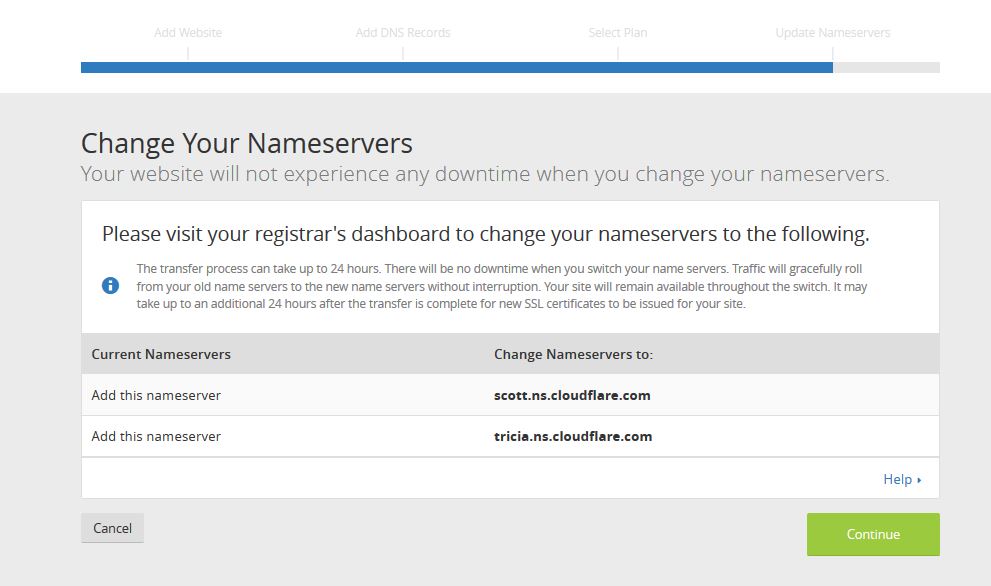 Add Website
Add DNS Records
Select Plan
Update Nameservers
Change Your Nameservers
Your website will not experience any downtime when you change your nameservers.
Please visit your registrar's dashboard to change your nameservers to the following.
The transfer process can take up to 24 hours. There will be no downtime when you switch your name servers. Traffic will gracefully roll
from your old name servers to the new name servers without interruption. Your site will remain available throughout the switch. It may
take up to an additional 24 hours after the transfer is complete for new SSL certificates to be issued for your site.
Current Nameservers
Change Nameservers to:
Add this nameserver
scott.ns.cloudflare.com
Add this nameserver
tricia.ns.cloudflare.com
Help
Cancel
Continue